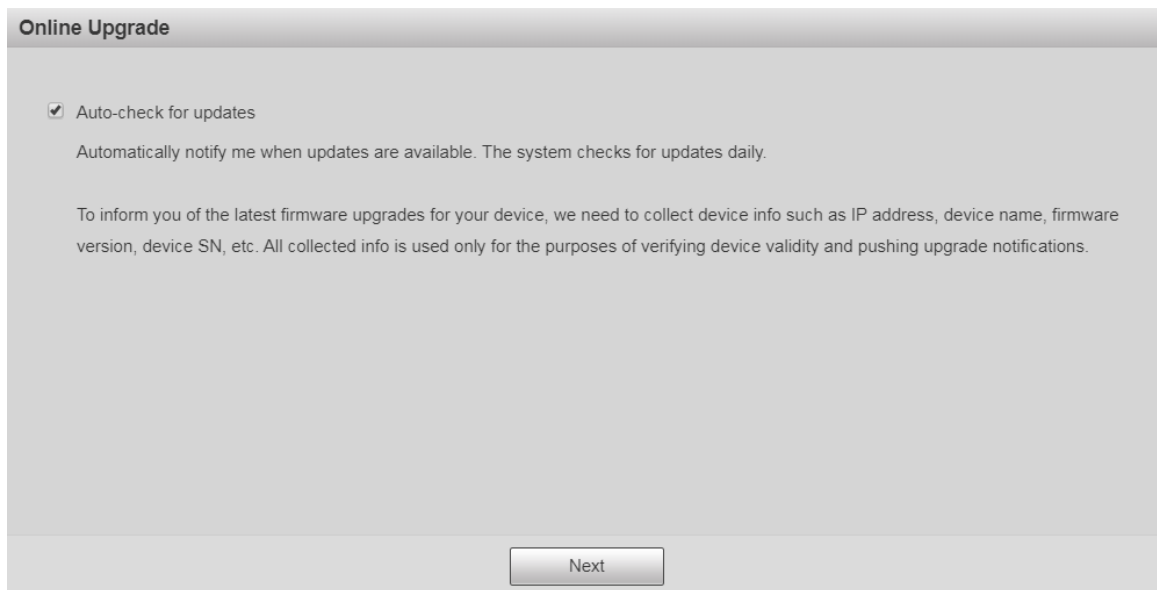 Online Upgrade
Auto-check for updates
Automatically notify me when updates are available. The system checks for updates daily.
To inform you of the latest firmware upgrades for your device, we need to collect device info such as IP address, device name, firmware
version, device SN, etc. All collected info is used only for the purposes of verifying device validity and pushing upgrade notifications.
Next